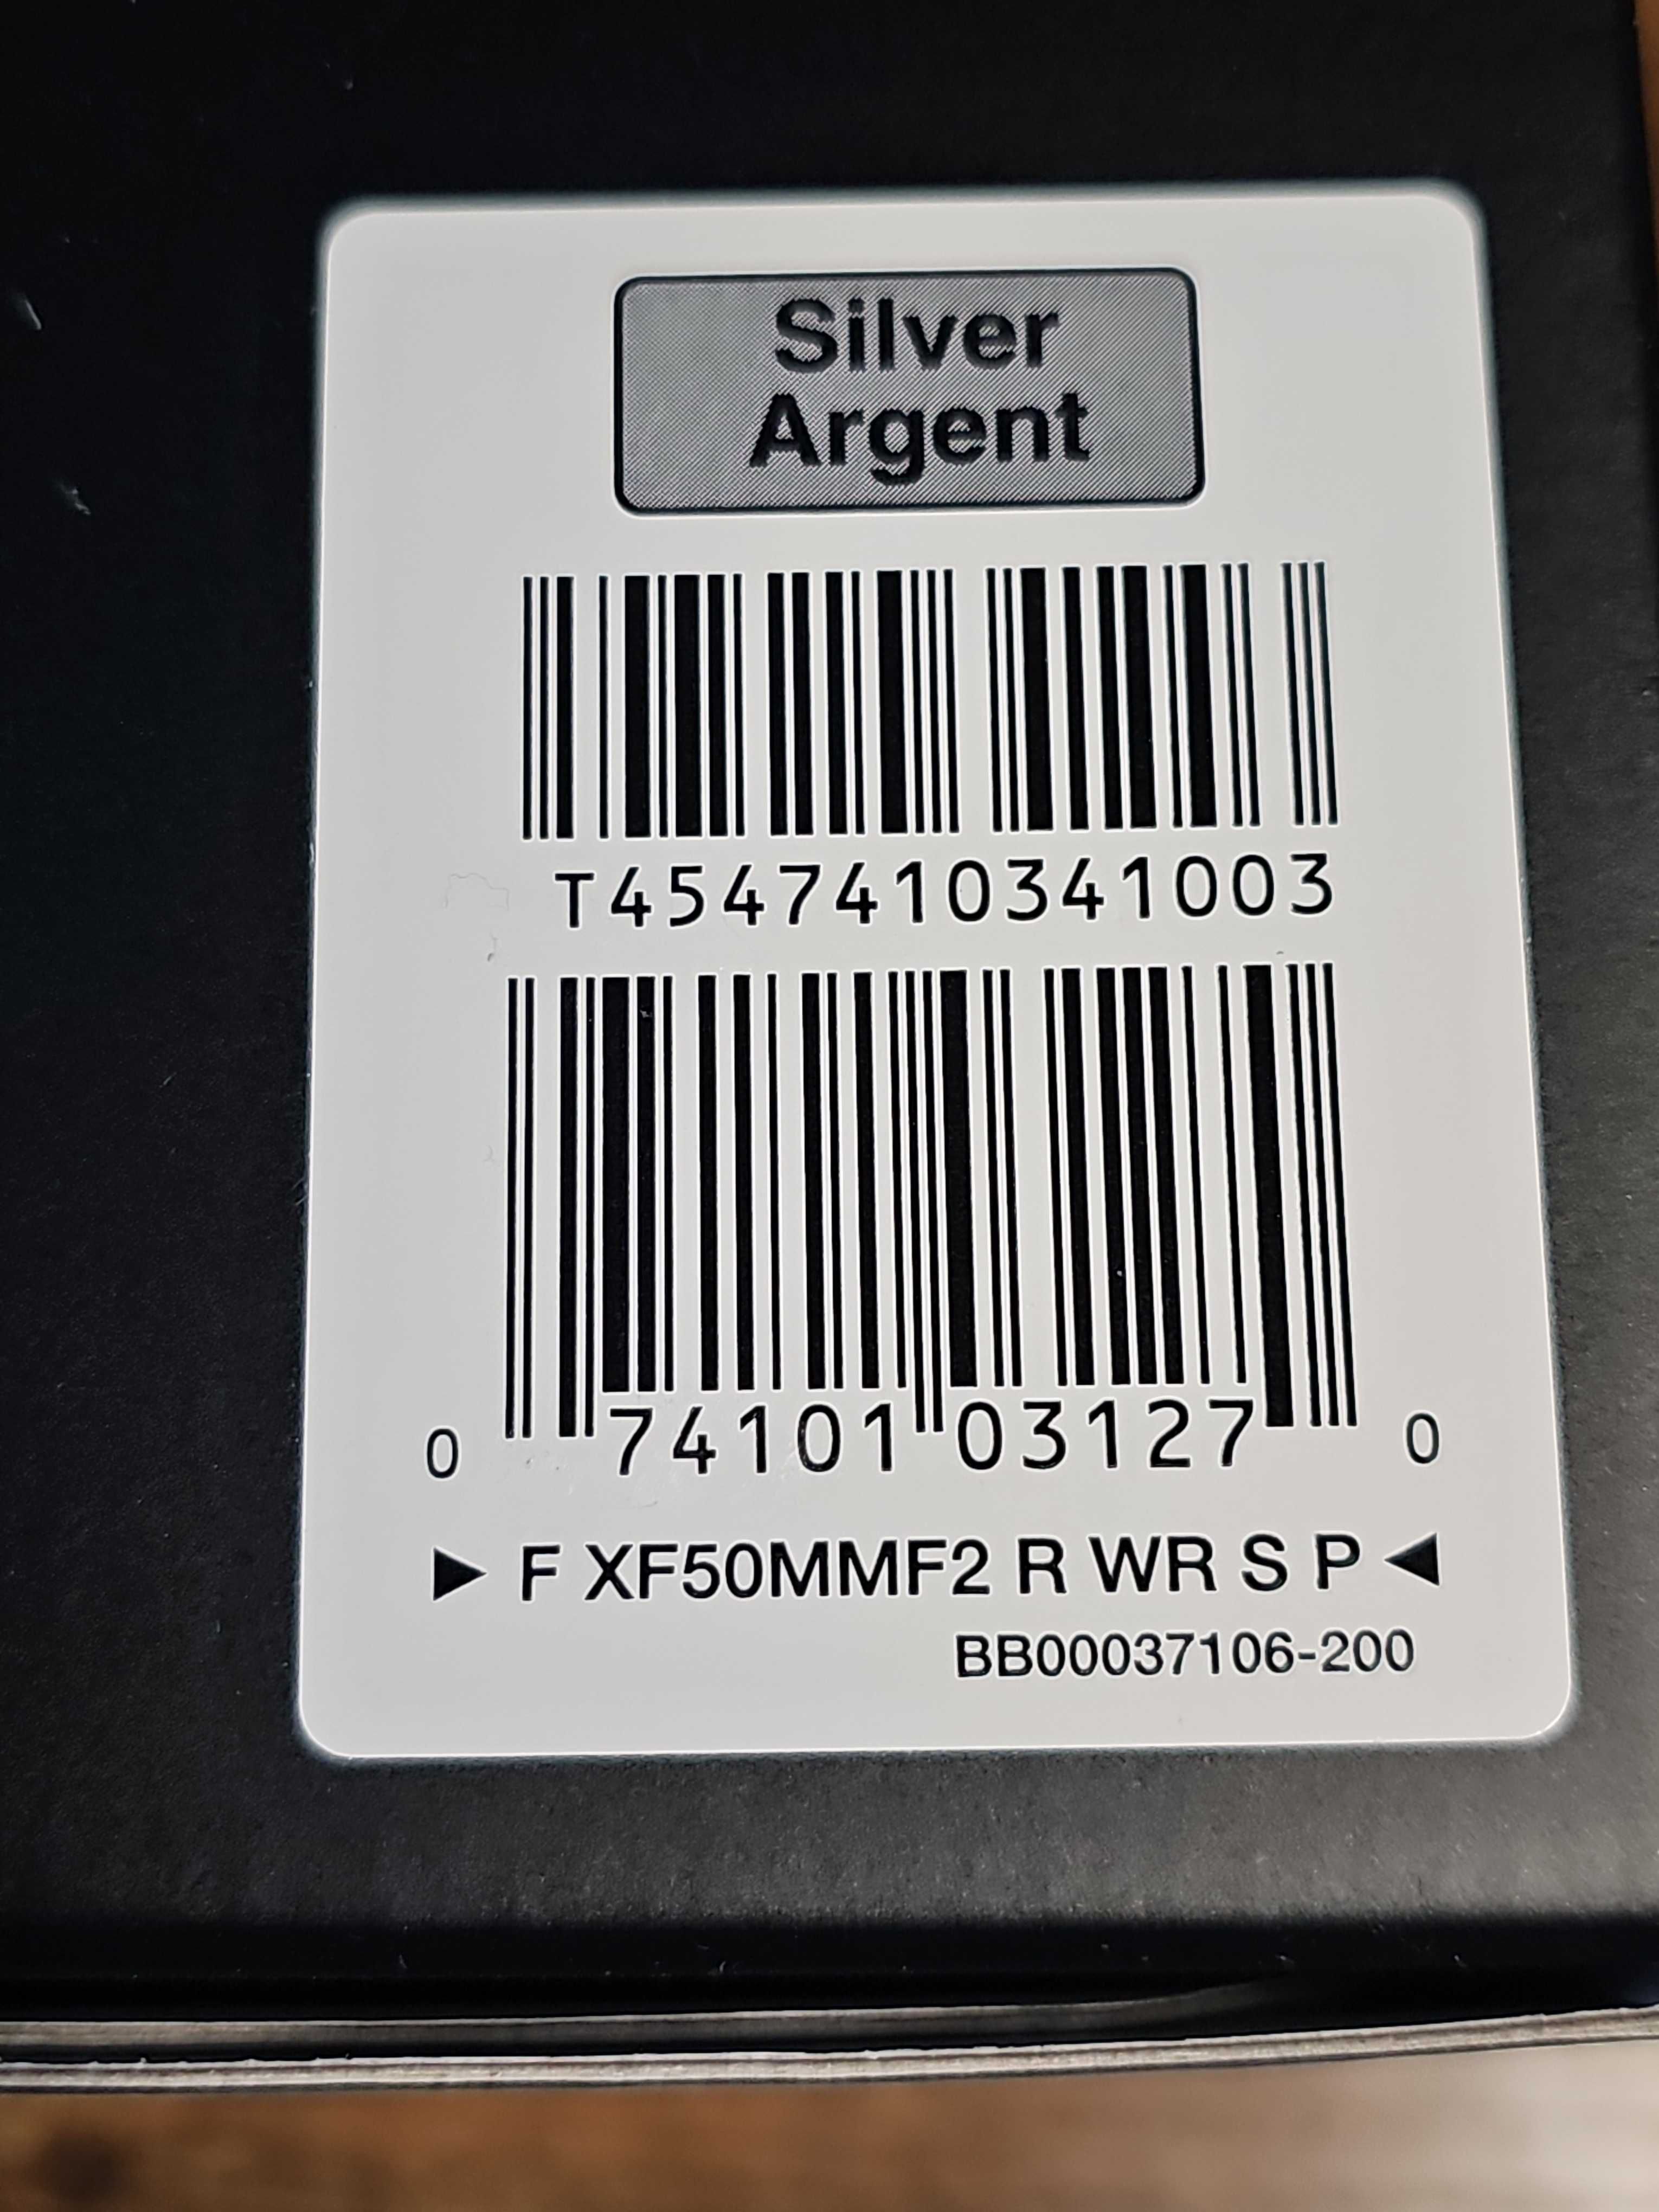 Silver
Argent
T4547410341003
0 74101 03127 0
▶ F XF50MMF2 R WR S P ◀
BB00037106-200